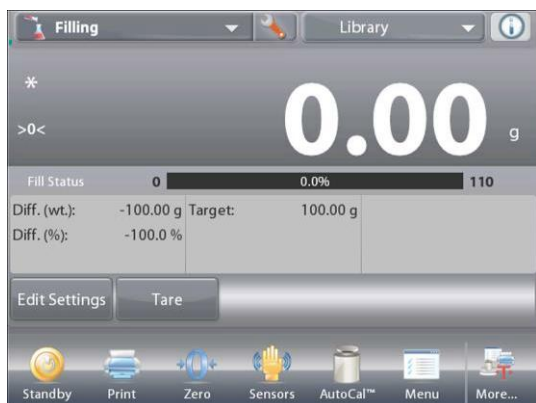 Filling Library
*
>0<
0.00 g
Fill Status 0 0.0% 110
Diff. (wt.): -100.00 g Target: 100.00 g
Diff. (%): -100.0 %
Edit Settings Tare
Standby Print Zero Sensors AutoCal™ Menu More...